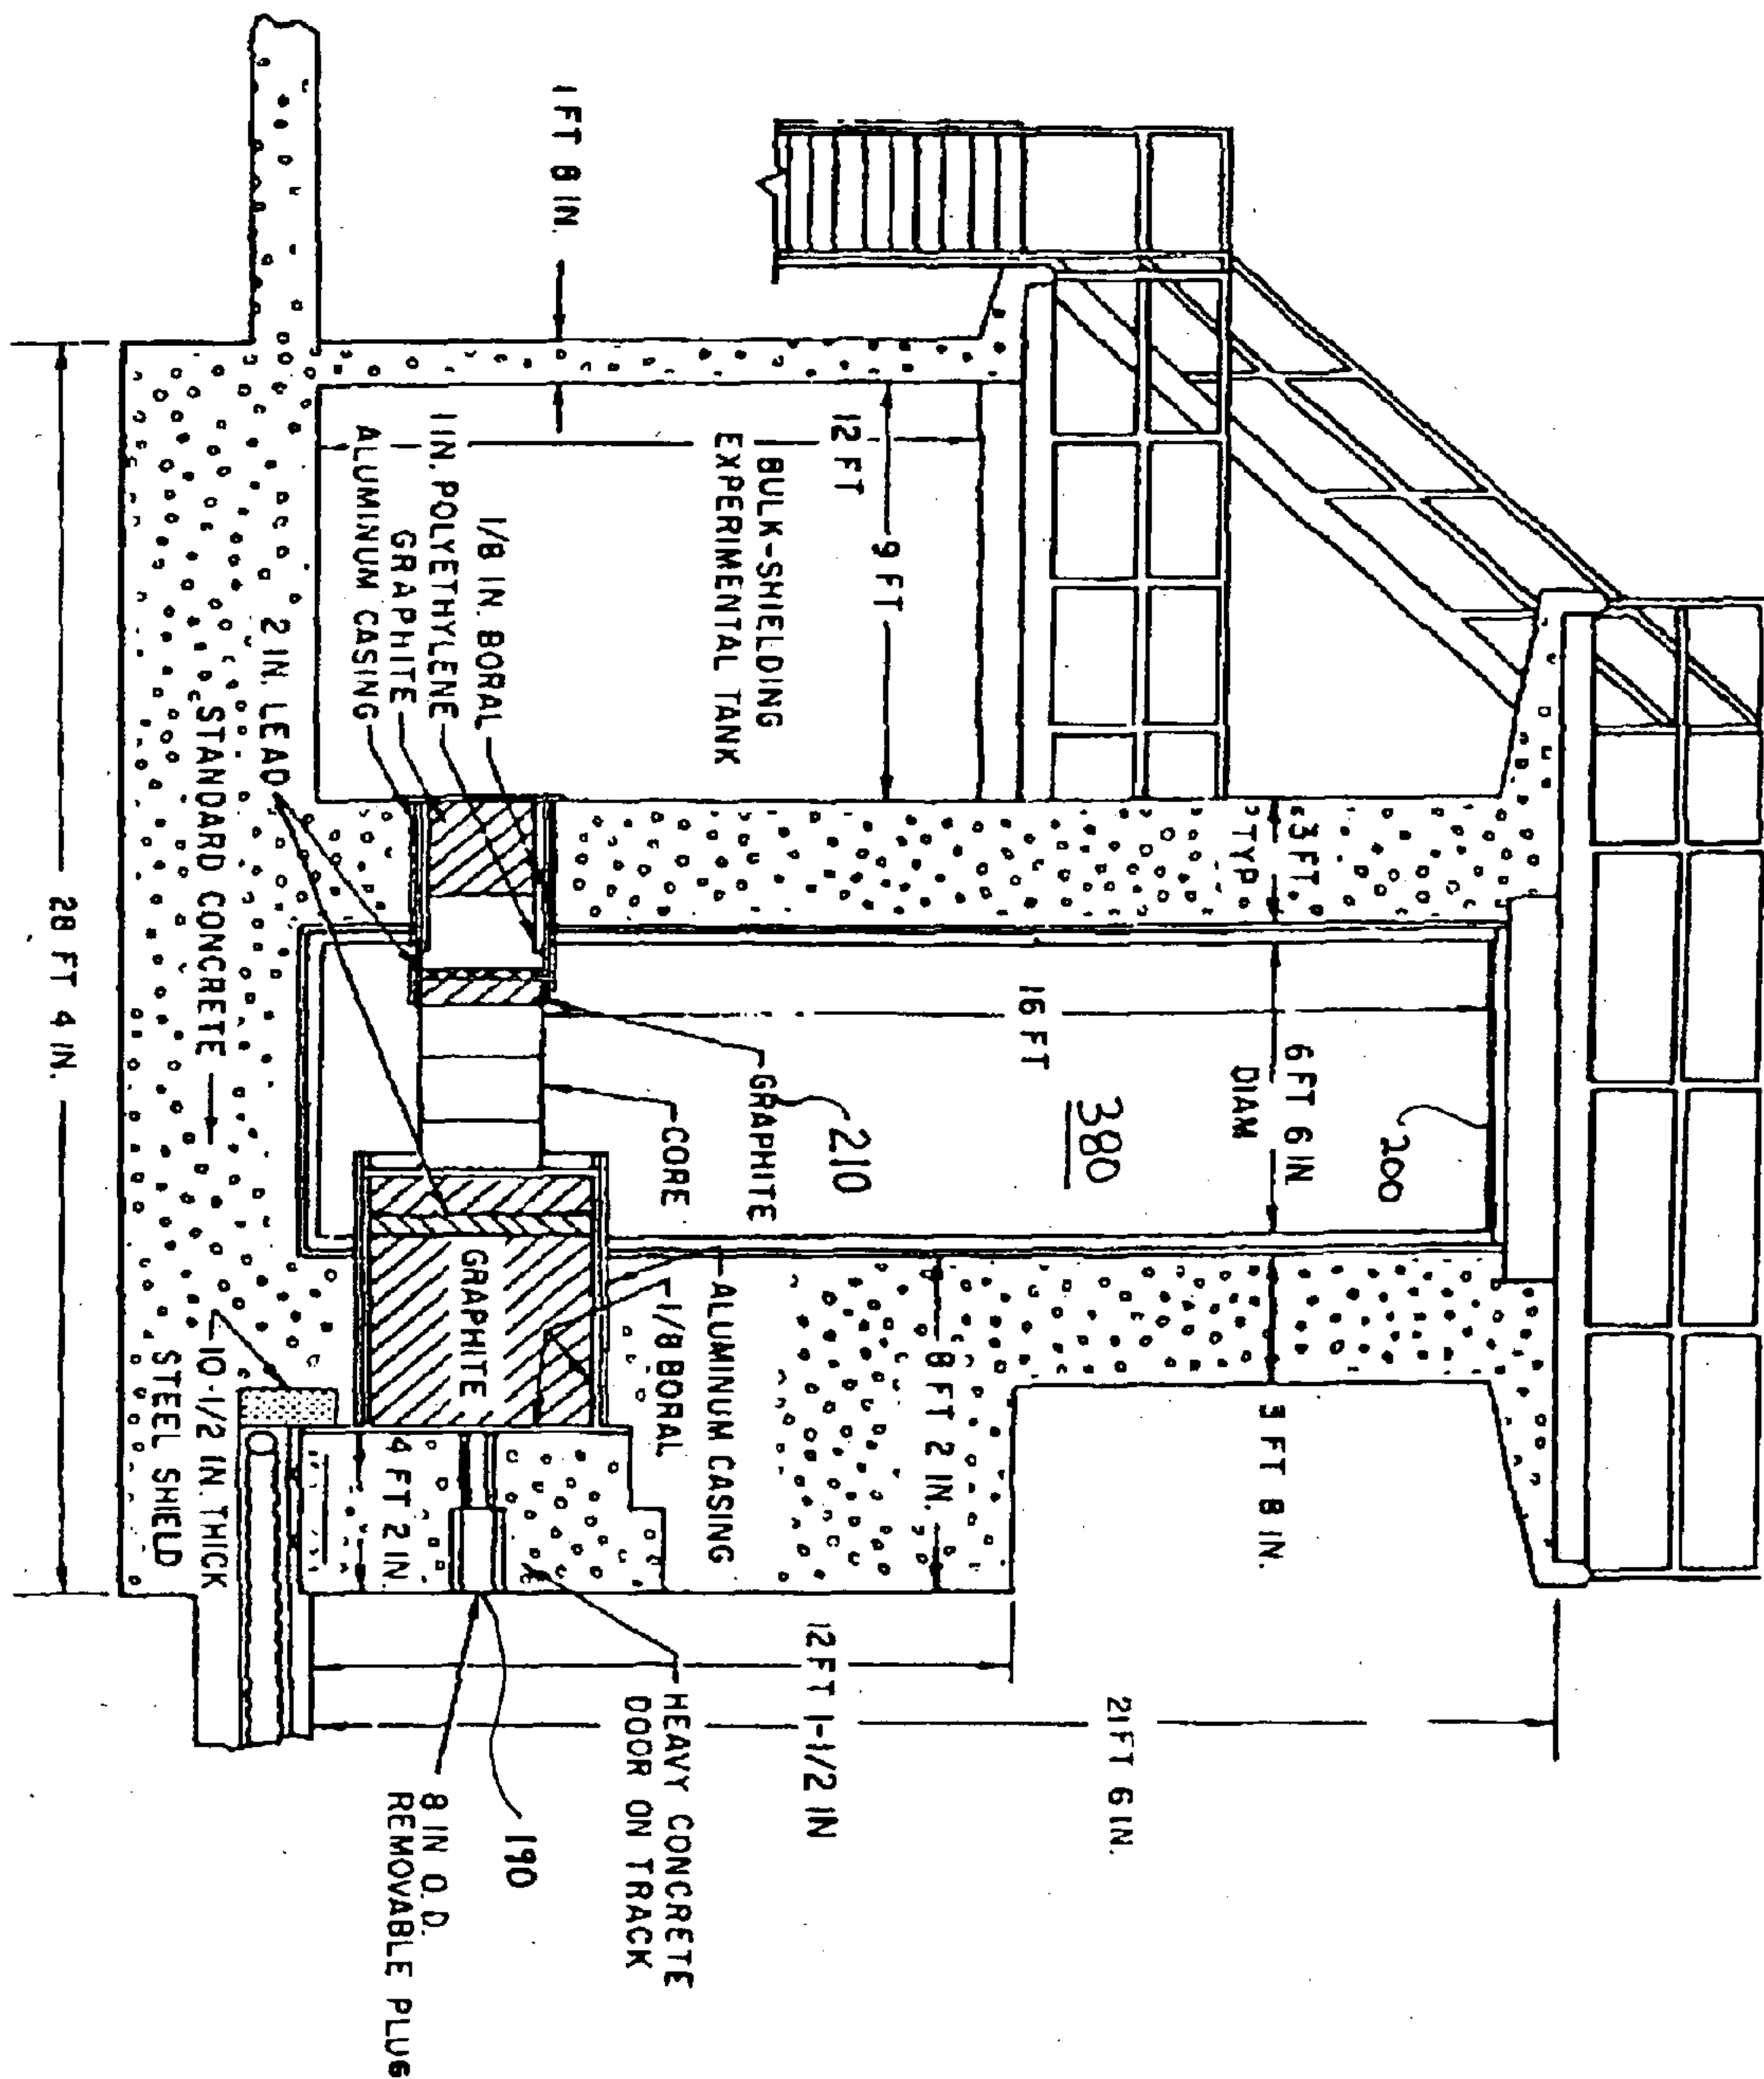 1 FT 8 IN.
12 FT
9 FT
BULK-SHIELDING
EXPERIMENTAL TANK
1/8 IN. BORAL
1 IN. POLYETHYLENE
GRAPHITE
ALUMINUM CASING
2 IN. LEAD
STANDARD CONCRETE
28 FT 4 IN.
3 FT.
TYP.
16 FT
6 FT 6 IN
DIAM
380
200
GRAPHITE
210
CORE
GRAPHITE
ALUMINUM CASING
1/8 BORAL
8 FT 2 IN.
3 FT 8 IN.
10-1/2 IN. THICK
STEEL SHIELD
4 FT 2 IN.
12 FT 1-1/2 IN
21 FT 6 IN.
HEAVY CONCRETE
DOOR ON TRACK
190
8 IN O.D.
REMOVABLE PLUG